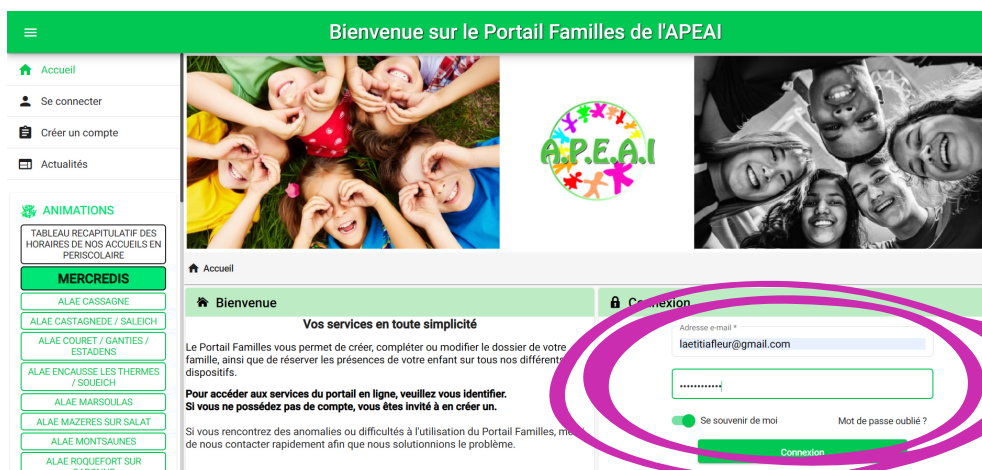 Bienvenue sur le Portail Familles de l'APEAI
Accueil
Se connecter
Créer un compte
Actualités
ANIMATIONS
TABLEAU RECAPITULATIF DES
HORAIRES DE NOS ACCUEILS EN
PERISCOLAIRE
MERCREDIS
ALAE CASSAGNE
ALAE CASTAGNEDE / SALEICH
ALAE COURET / GANTIES /
ESTADENS
ALAE ENCAUSSE LES THERMES
/ SOUEICH
ALAE MARSOULAS
ALAE MAZERES SUR SALAT
ALAE MONTSAUNES
ALAE ROQUEFORT SUR
A.P.E.A.I
Accueil
Bienvenue
Vos services en toute simplicité
Le Portail Familles vous permet de créer, compléter ou modifier le dossier de votre
famille, ainsi que de réserver les présences de votre enfant sur tous nos différents
dispositifs.
Pour accéder aux services du portail en ligne, veuillez vous identifier.
Si vous ne possédez pas de compte, vous êtes invité à en créer un.
Si vous rencontrez des anomalies ou difficultés à l'utilisation du Portail Familles,
de nous contacter rapidement afin que nous solutionnions le problème.
Connexion
Adresse e-mail *
laetitiafleur@gmail.com
••••••••••••
Se souvenir de moi
Mot de passe oublié ?
Connexion